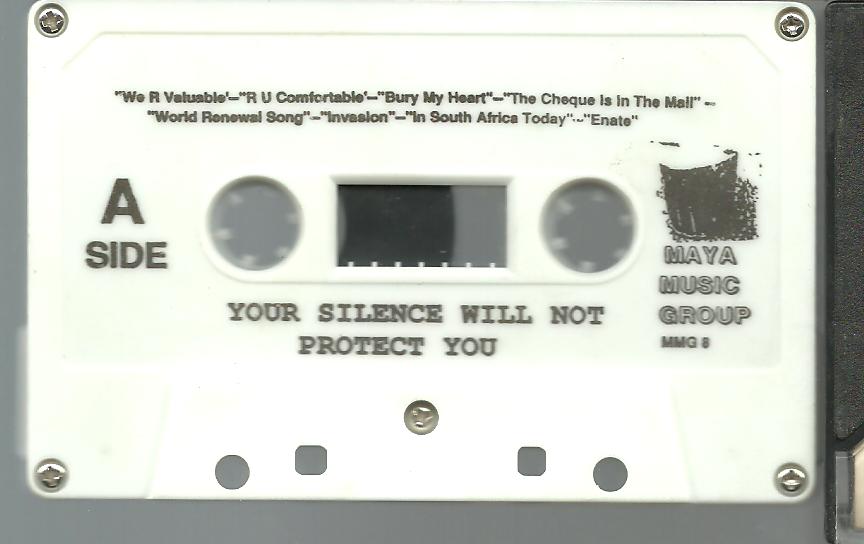 "We R Valuable'–"R U Comfortable'–"Bury My Heart"–"The Cheque Is In The Mail" –
"World Renewal Song"–"Invasion"–"In South Africa Today"–"Enate"
A
SIDE
YOUR SILENCE WILL NOT
PROTECT YOU
MAYA
MUSIC
GROUP
MMG 8